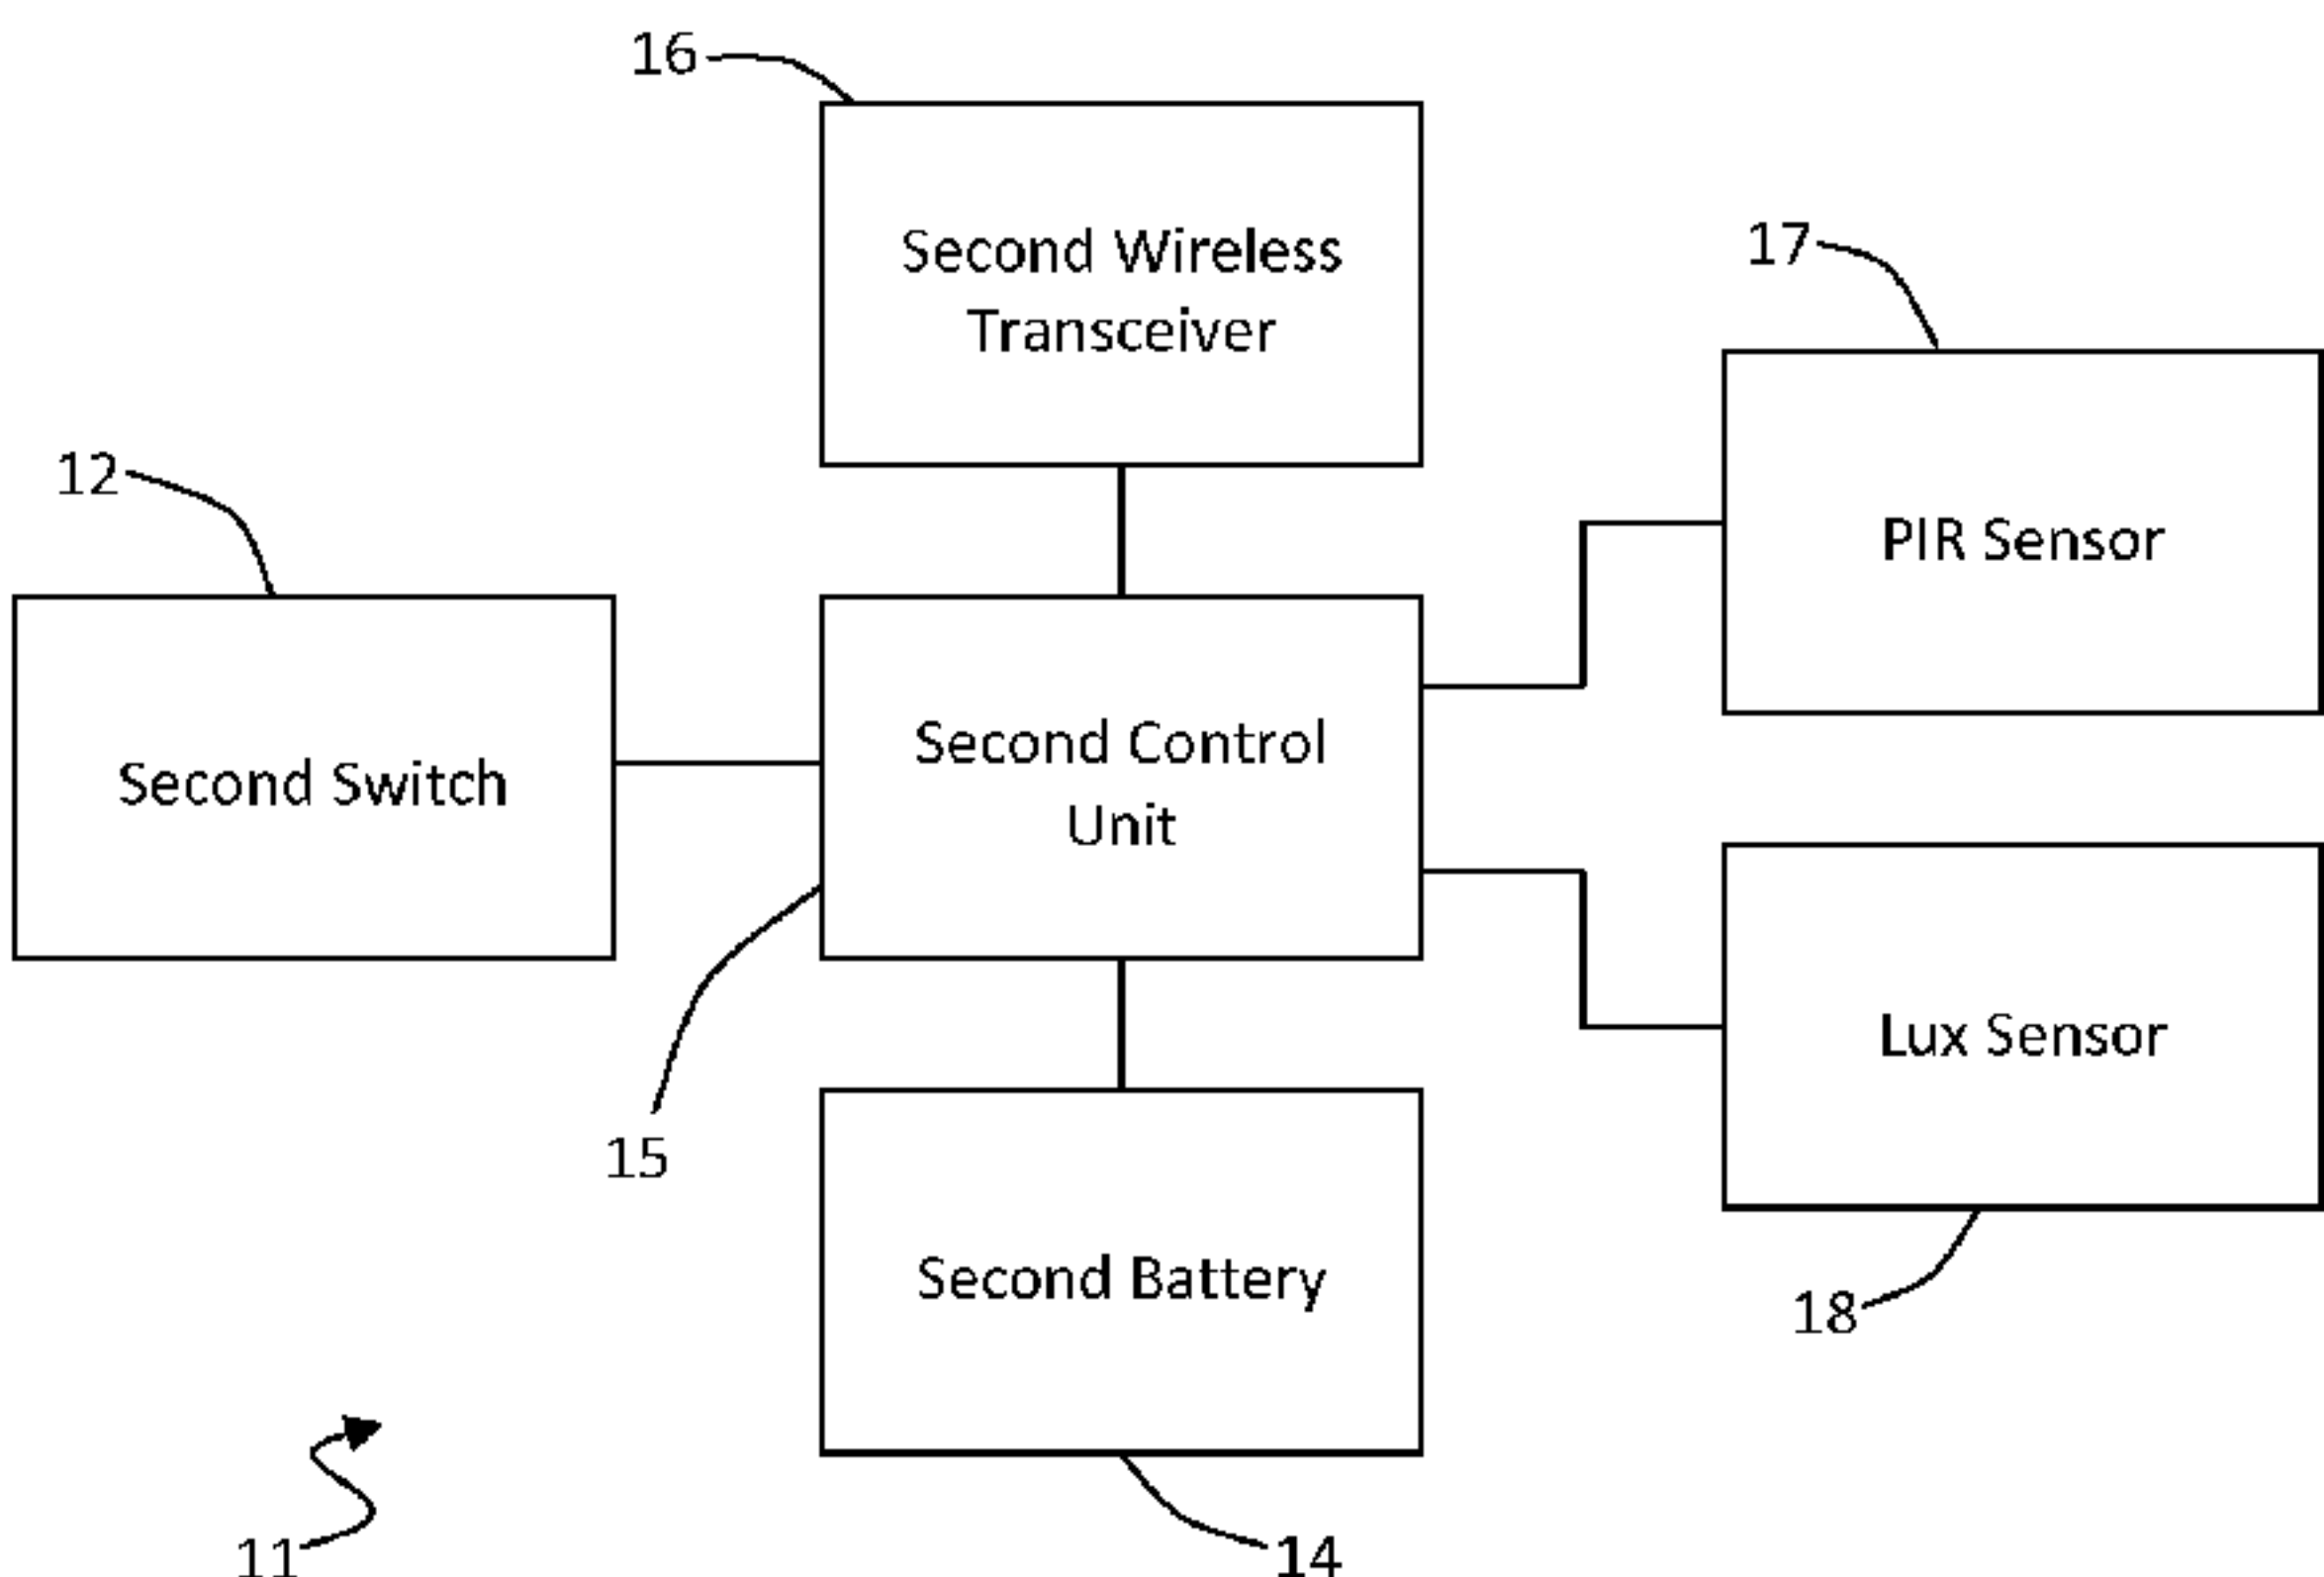 16
Second Wireless
Transceiver
17
PIR Sensor
12
Second Switch
Second Control
Unit
15
Lux Sensor
18
Second Battery
14
11